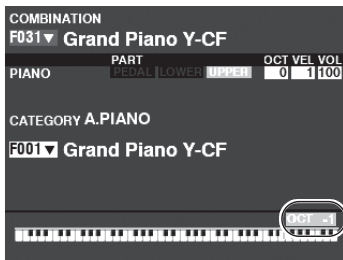 COMBINATION
F031▼ Grand Piano Y-CF
PART OCT VEL VOL
PIANO PEDAL LOWER UPPER 0 1 100
CATEGORY A.PIANO
F001▼ Grand Piano Y-CF
OCT -1